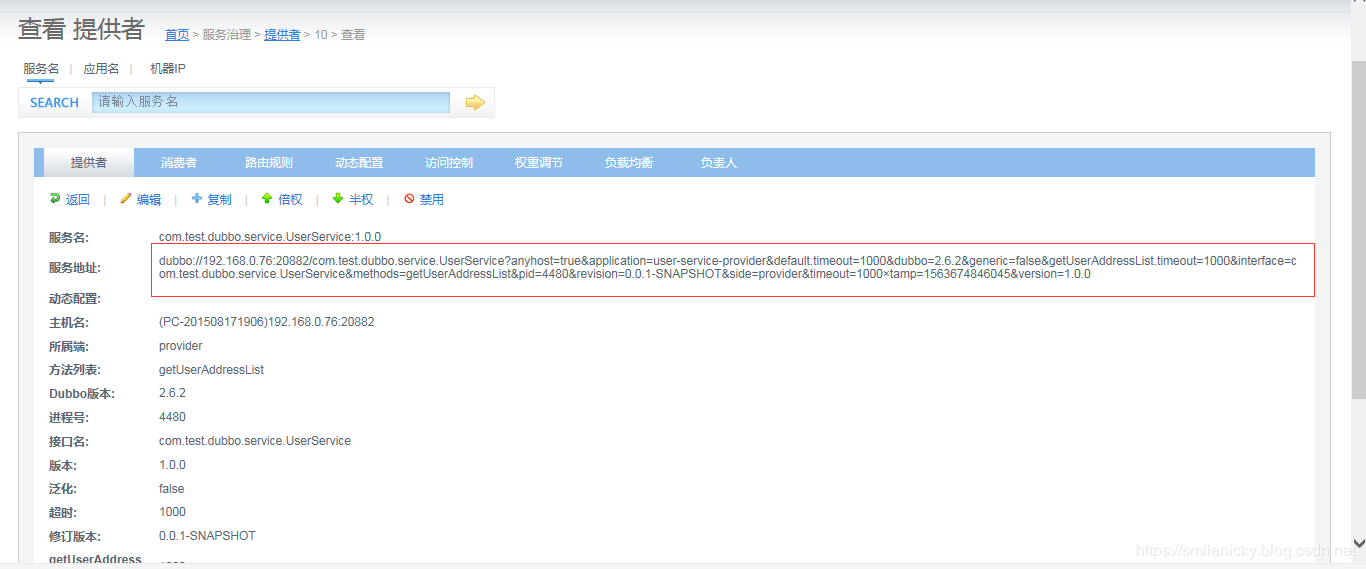 查看 提供者 首页 > 服务治理 > 提供者 > 10 > 查看
服务名 | 应用名 | 机器IP
SEARCH 请输入服务名
提供者 消费者 路由规则 动态配置 访问控制 权重调节 负载均衡 负责人
返回 | 编辑 | 复制 | 倍权 | 半权 | 禁用
服务名: com.test.dubbo.service.UserService:1.0.0
服务地址: dubbo://192.168.0.76:20882/com.test.dubbo.service.UserService?anyhost=true&application=user-service-provider&default.timeout=1000&dubbo=2.6.2&generic=false&getUserAddressList.timeout=1000&interface=c
om.test.dubbo.service.UserService&methods=getUserAddressList&pid=4480&revision=0.0.1-SNAPSHOT&side=provider&timeout=1000×tamp=1563674846045&version=1.0.0
动态配置:
主机名: (PC-201508171906)192.168.0.76:20882
所属端: provider
方法列表: getUserAddressList
Dubbo版本: 2.6.2
进程号: 4480
接口名: com.test.dubbo.service.UserService
版本: 1.0.0
泛化: false
超时: 1000
修订版本: 0.0.1-SNAPSHOT
getUserAddress
https://smilenicky.blog.csdn.net